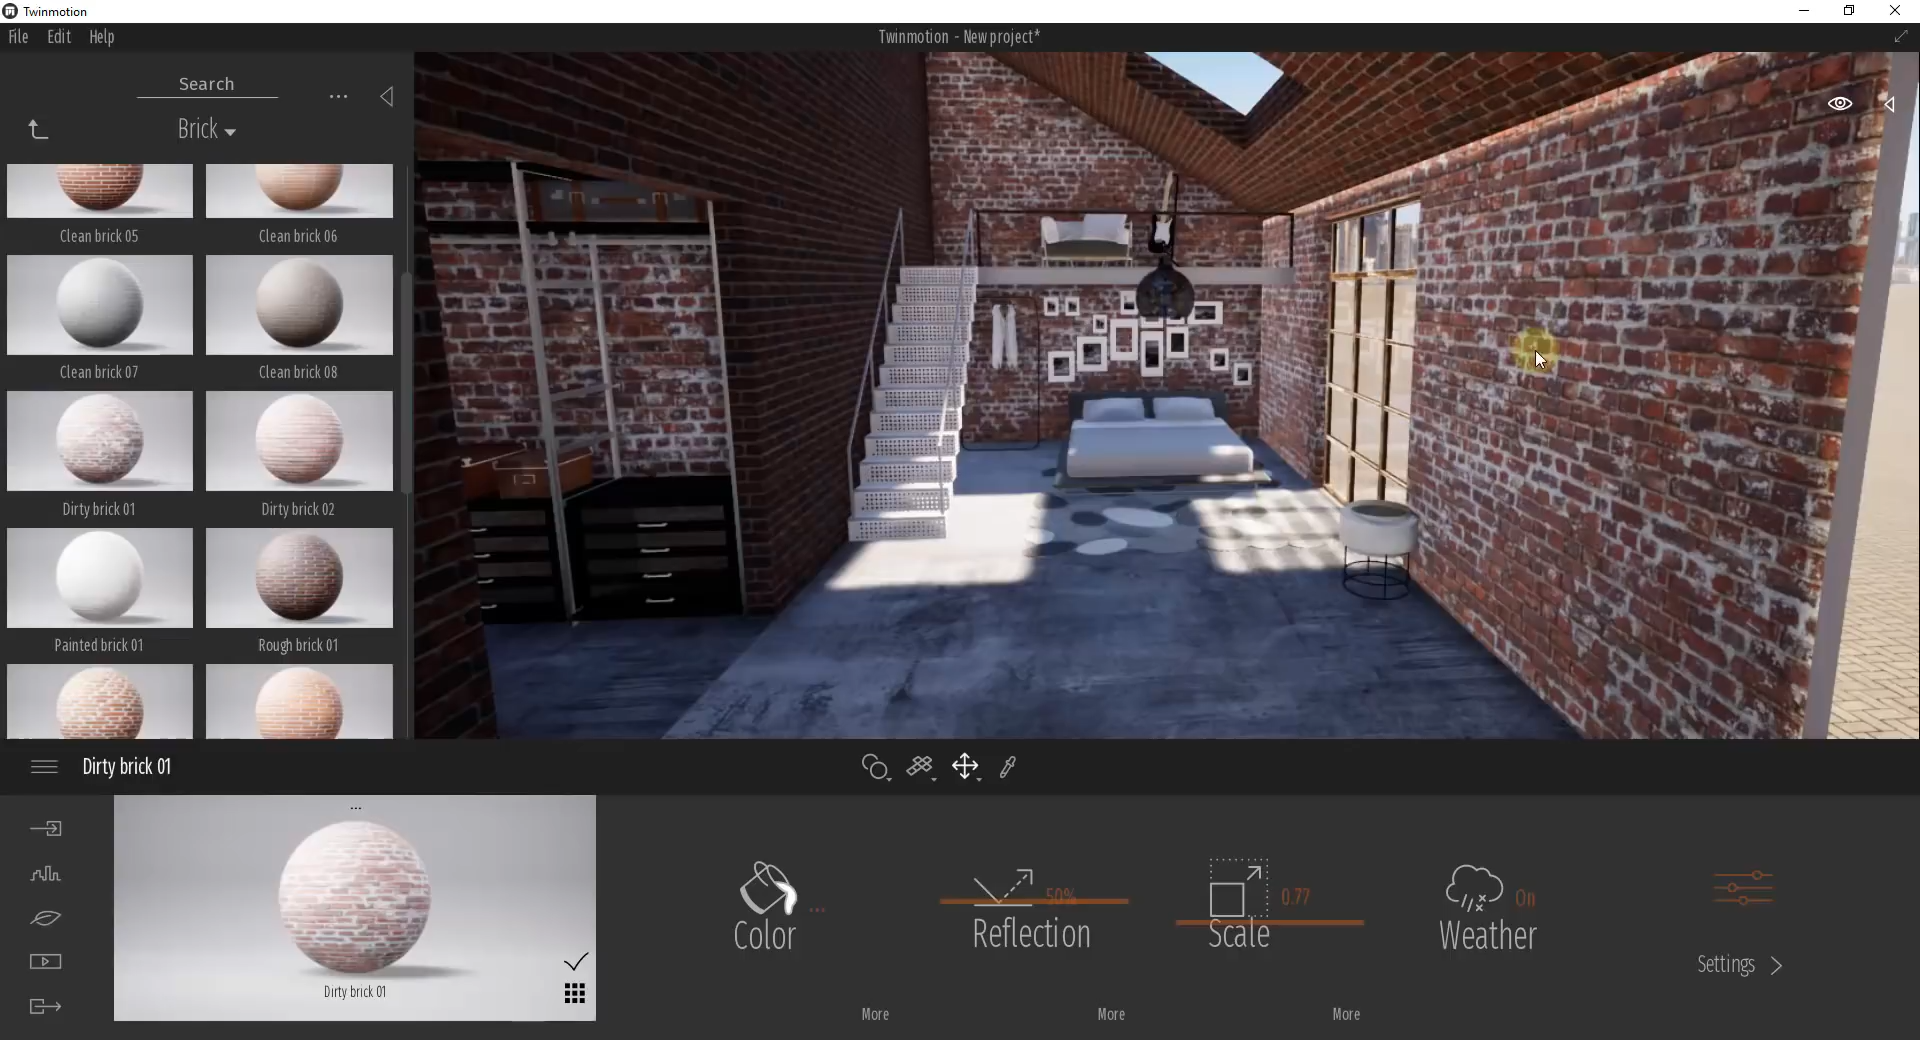 Twinmotion
File Edit Help
Twinmotion - New project*
Search
...
Brick
Clean brick 05
Clean brick 06
Clean brick 07
Clean brick 08
Dirty brick 01
Dirty brick 02
Painted brick 01
Rough brick 01
Dirty brick 01
...
Dirty brick 01
Color
...
50%
Reflection
0.77
Scale
On
Weather
Settings
More
More
More